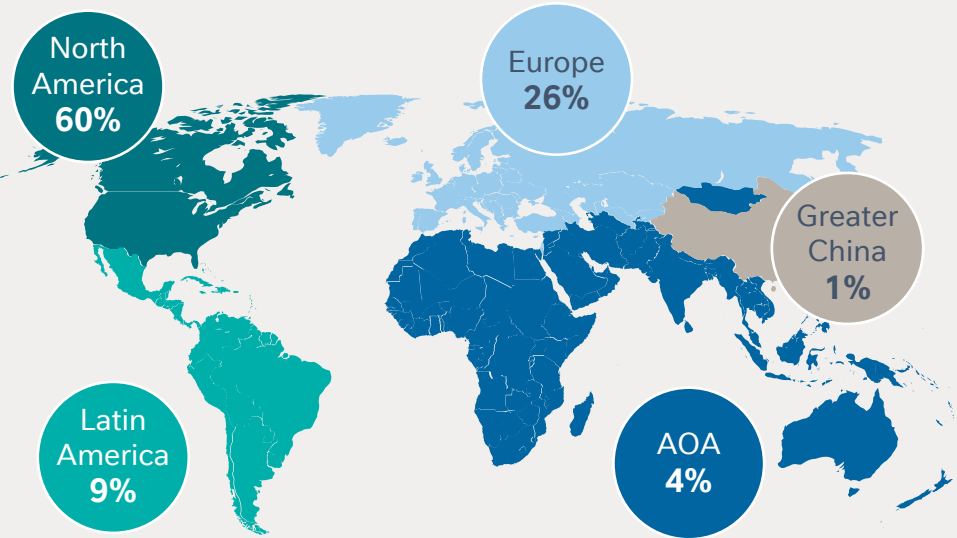 North
America
60%
Europe
26%
Greater
China
1%
Latin
America
9%
AOA
4%